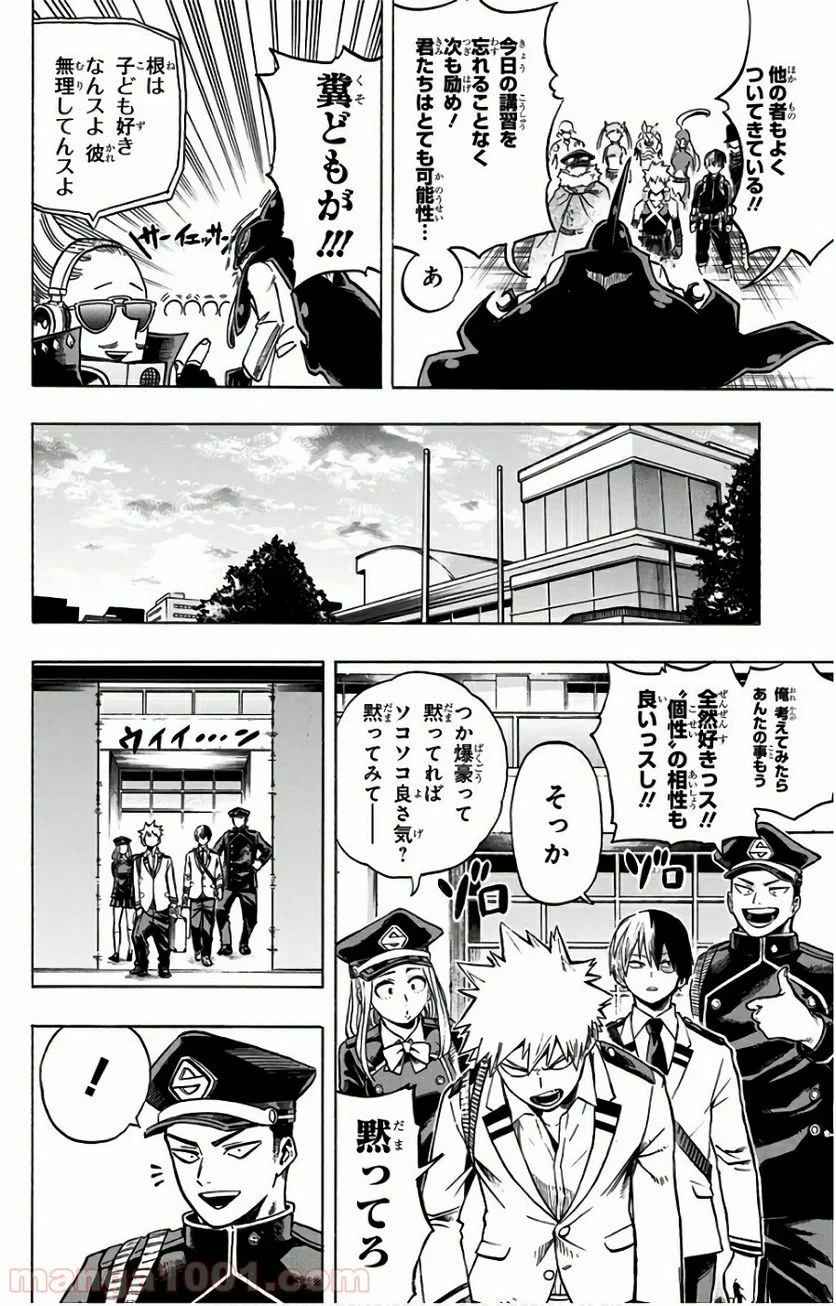 他の者もよく
ついてきている!!
今日の講習を
忘れることなく
次も励め!
君たちはとても可能性…
あ
糞どもが!!!
サーイエッサー
根は
子ども好き
なんスよ 彼
無理してんスよ
俺 考えてみたら
あんたの事もう
全然好きっス!!
〝個性〟の相性も
良いっスし!!
そっか
つか爆豪って
黙ってれば
ソコソコ良さ気?
黙ってみて──
ゾロ
ゾロ
黙ってろ
ウィイィ…ン
!
manga1001.com